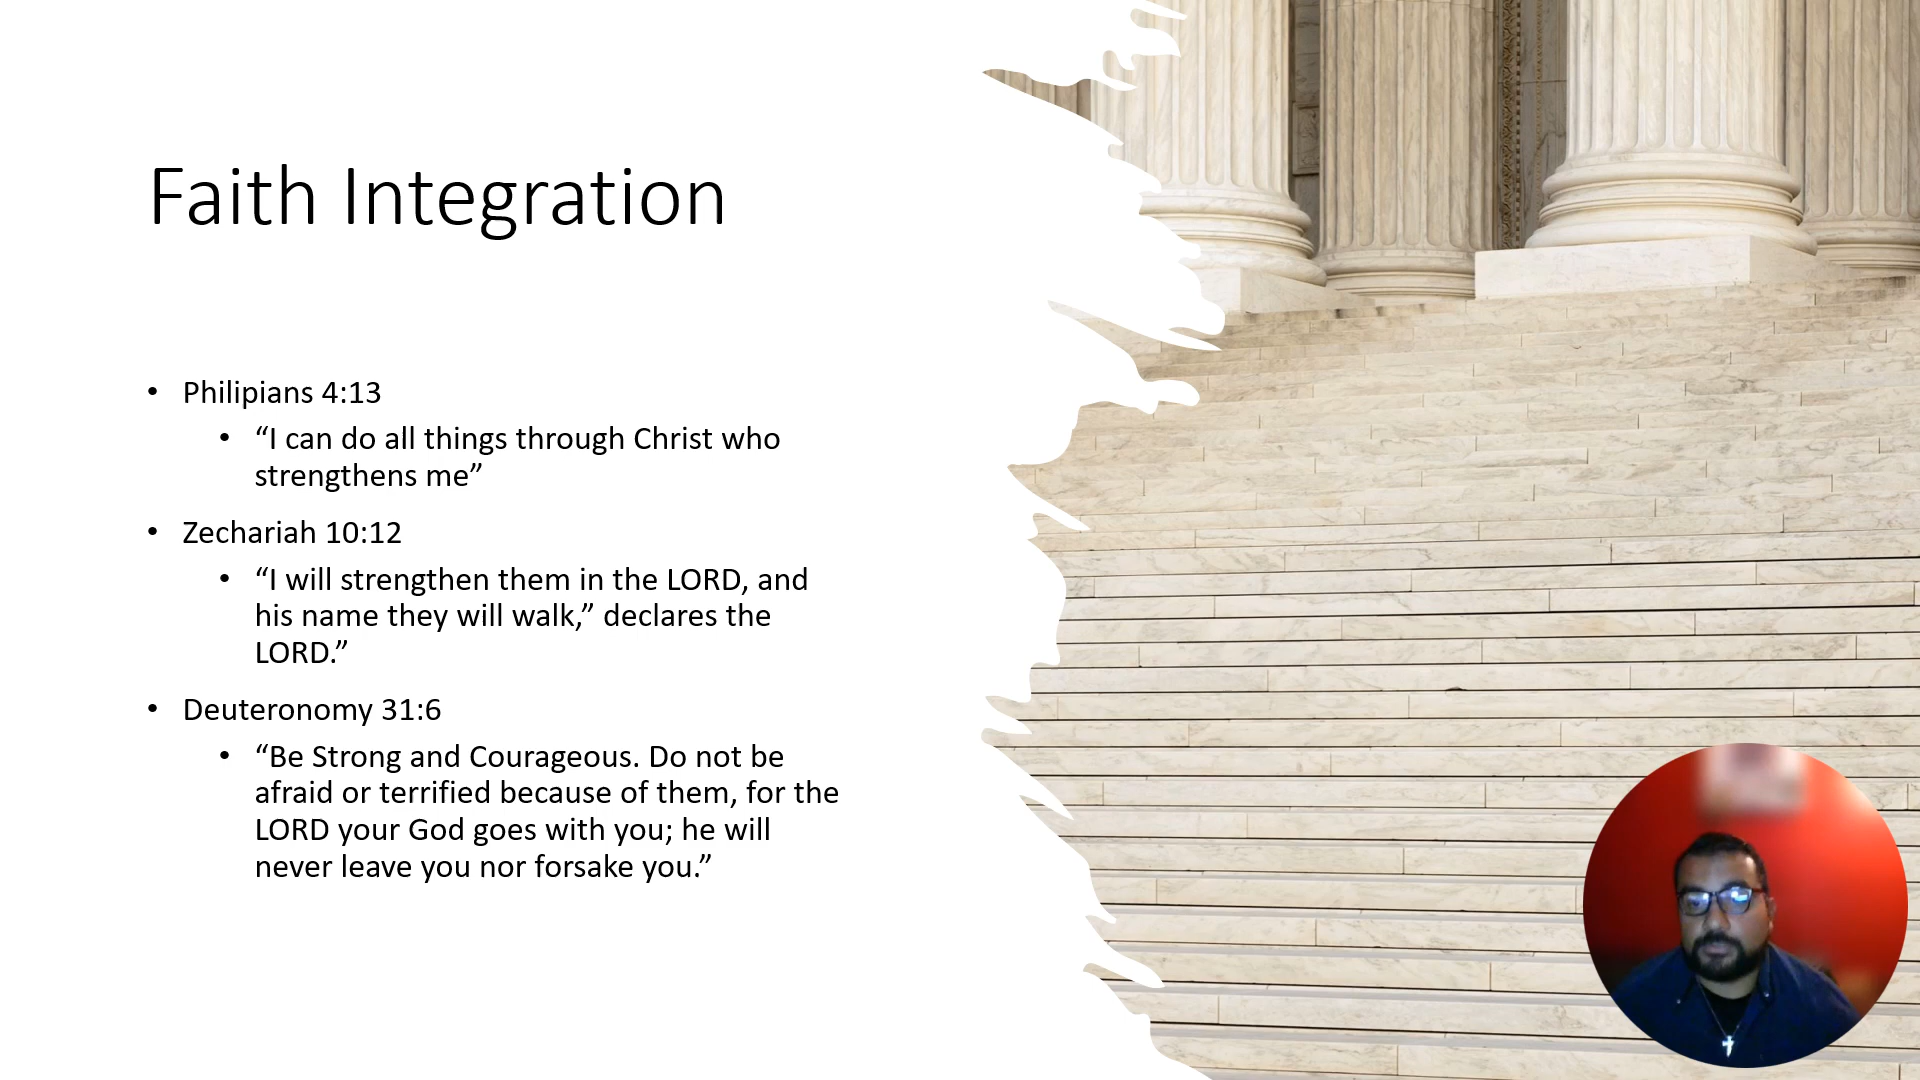 Faith Integration
• Philipians 4:13
• “I can do all things through Christ who
strengthens me”
• Zechariah 10:12
• “I will strengthen them in the LORD, and
his name they will walk,” declares the
LORD.”
• Deuteronomy 31:6
• “Be Strong and Courageous. Do not be
afraid or terrified because of them, for the
LORD your God goes with you; he will
never leave you nor forsake you.”